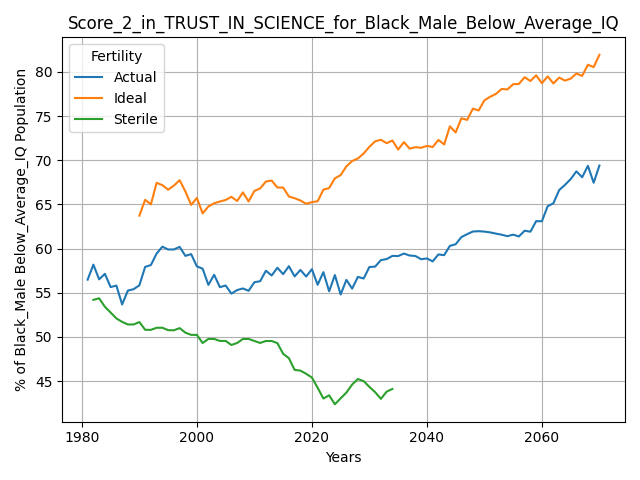 Score_2_in_TRUST_IN_SCIENCE_for_Black_Male_Below_Average_IQ
% of Black_Male Below_Average_IQ Population
Fertility
Actual
Ideal
Sterile
80
75
70
65
60
55
50
45
1980 2000 2020 2040 2060
Years